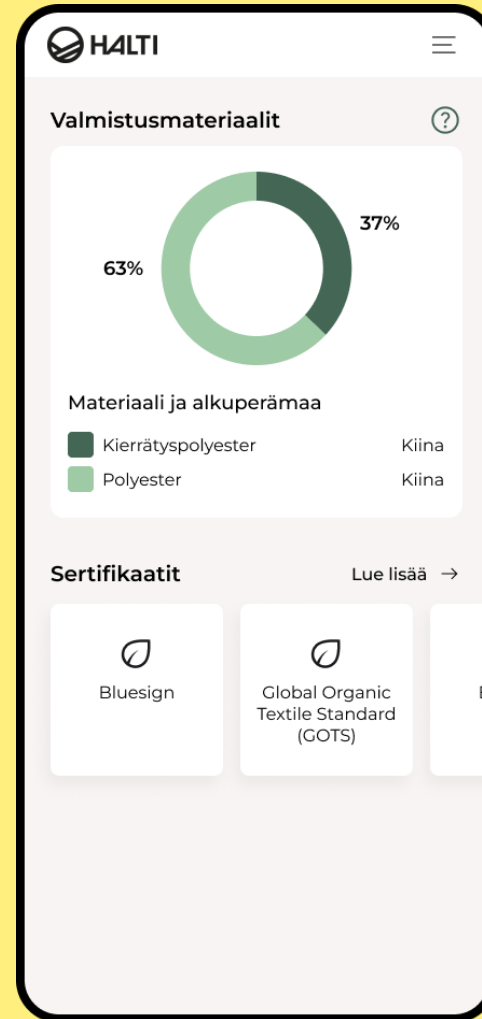 HALTI
Valmistusmateriaalit
?
37%
63%
Materiaali ja alkuperämaa
Kierrätyspolyester Kiina
Polyester Kiina
Sertifikaatit Lue lisää →
Bluesign
Global Organic
Textile Standard
(GOTS)